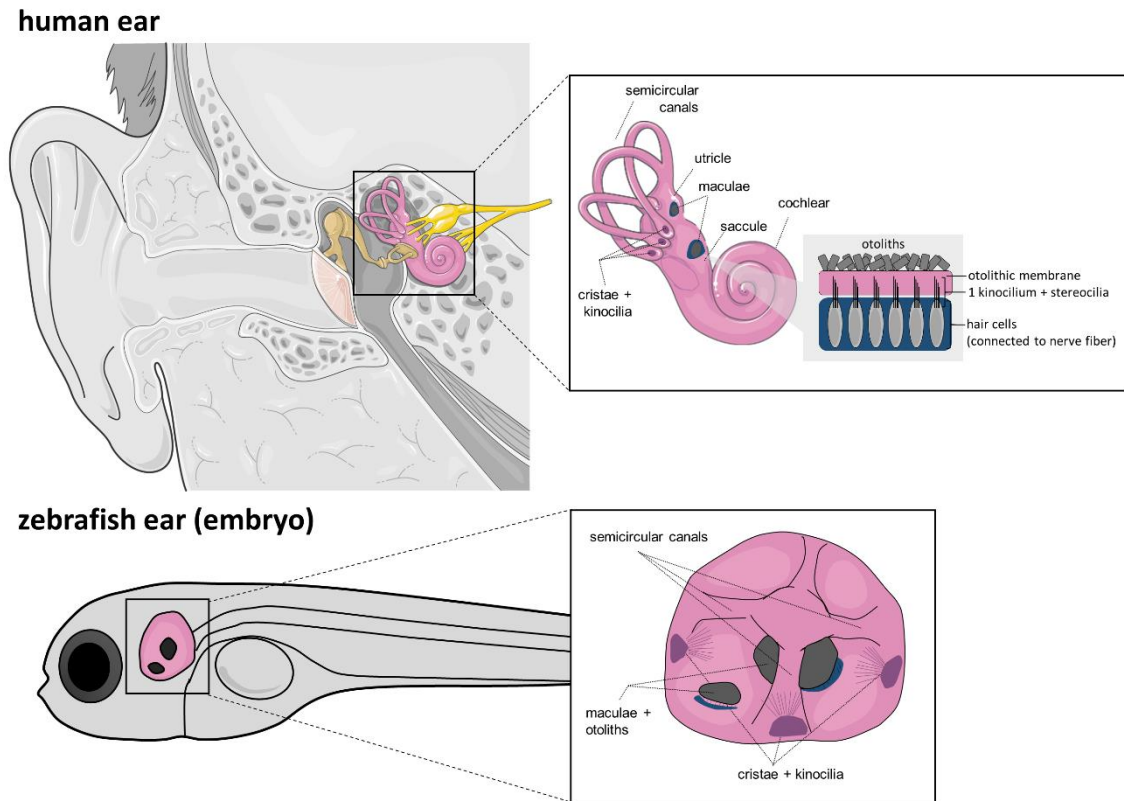 human ear
semicircular
canals
utricle
maculae
cochlear
saccule
otoliths
otolithic membrane
1 kinocilium + stereocilia
cristae +
kinocilia
hair cells
(connected to nerve fiber)
zebrafish ear (embryo)
semicircular canals
maculae +
otoliths
cristae + kinocilia